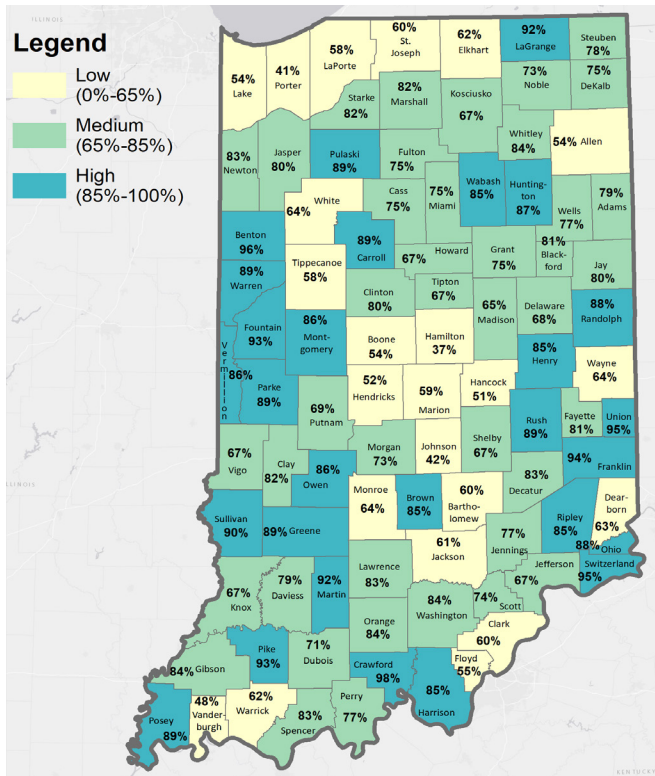 ILLINOIS
Legend
Low
(0%-65%)
Medium
(65%-85%)
High
(85%-100%)
54%
Lake
41%
Porter
58%
LaPorte
60%
St.
Joseph
62%
Elkhart
92%
LaGrange
Steuben
78%
Starke
82%
82%
Marshall
Kosciusko
67%
73%
Noble
75%
DeKalb
Whitley
84%
54% Allen
83%
Newton
Jasper
80%
Pulaski
89%
Fulton
75%
Cass
75%
75%
Miami
Wabash
85%
Hunting-
ton
87%
Wells
77%
79%
Adams
White
64%
89%
Carroll
67% Howard
Grant
75%
81%
Black-
ford
Jay
80%
Benton
96%
89%
Warren
Tippecanoe
58%
Clinton
80%
Tipton
67%
65%
Madison
Delaware
68%
88%
Randolph
Fountain
93%
86%
Mont-
gomery
Boone
54%
Hamilton
37%
85%
Henry
Wayne
64%
Vermillion
86%
Parke
89%
69%
Putnam
52%
Hendricks
59%
Marion
Hancock
51%
Rush
89%
Fayette
81%
Union
95%
67%
Vigo
Clay
82%
86%
Owen
Morgan
73%
Johnson
42%
Shelby
67%
83%
Decatur
94%
Franklin
Sullivan
90%
89% Greene
Monroe
64%
Brown
85%
60%
Bartho-
lomew
61%
Jackson
77%
Jennings
Ripley
85%
Dear-
born
63%
88%
Ohio
Switzerland
95%
Jefferson
67%
67%
Knox
79%
Daviess
92%
Martin
Lawrence
83%
Orange
84%
84%
Washington
74%
Scott
Clark
60%
Floyd
55%
84% Gibson
Pike
93%
71%
Dubois
Crawford
98%
85%
Harrison
Posey
89%
48%
Vander-
burgh
62%
Warrick
83%
Spencer
Perry
77%
ILLINOIS
KENTUCKY